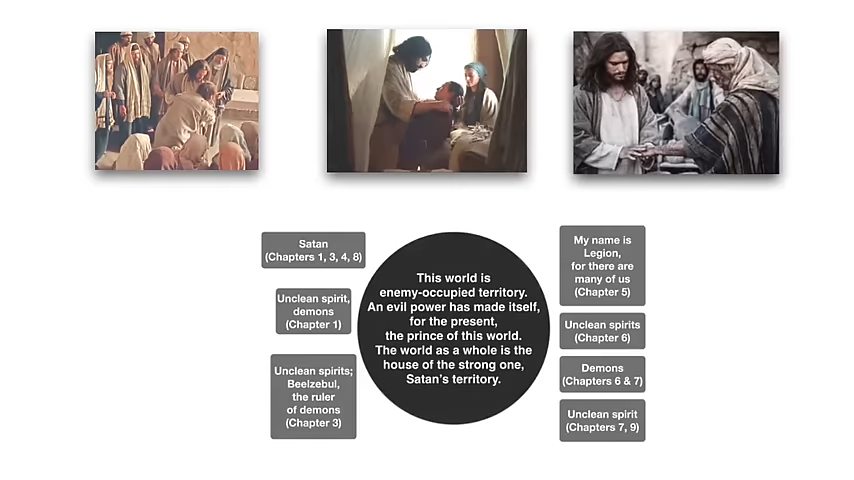 Satan
(Chapters 1, 3, 4, 8)
Unclean spirit,
demons
(Chapter 1)
Unclean spirits;
Beelzebul,
the ruler
of demons
(Chapter 3)
This world is
enemy-occupied territory.
An evil power has made itself,
for the present,
the prince of this world.
The world as a whole is the
house of the strong one,
Satan's territory.
My name is
Legion,
for there are
many of us
(Chapter 5)
Unclean spirits
(Chapter 6)
Demons
(Chapters 6 & 7)
Unclean spirit
(Chapters 7, 9)